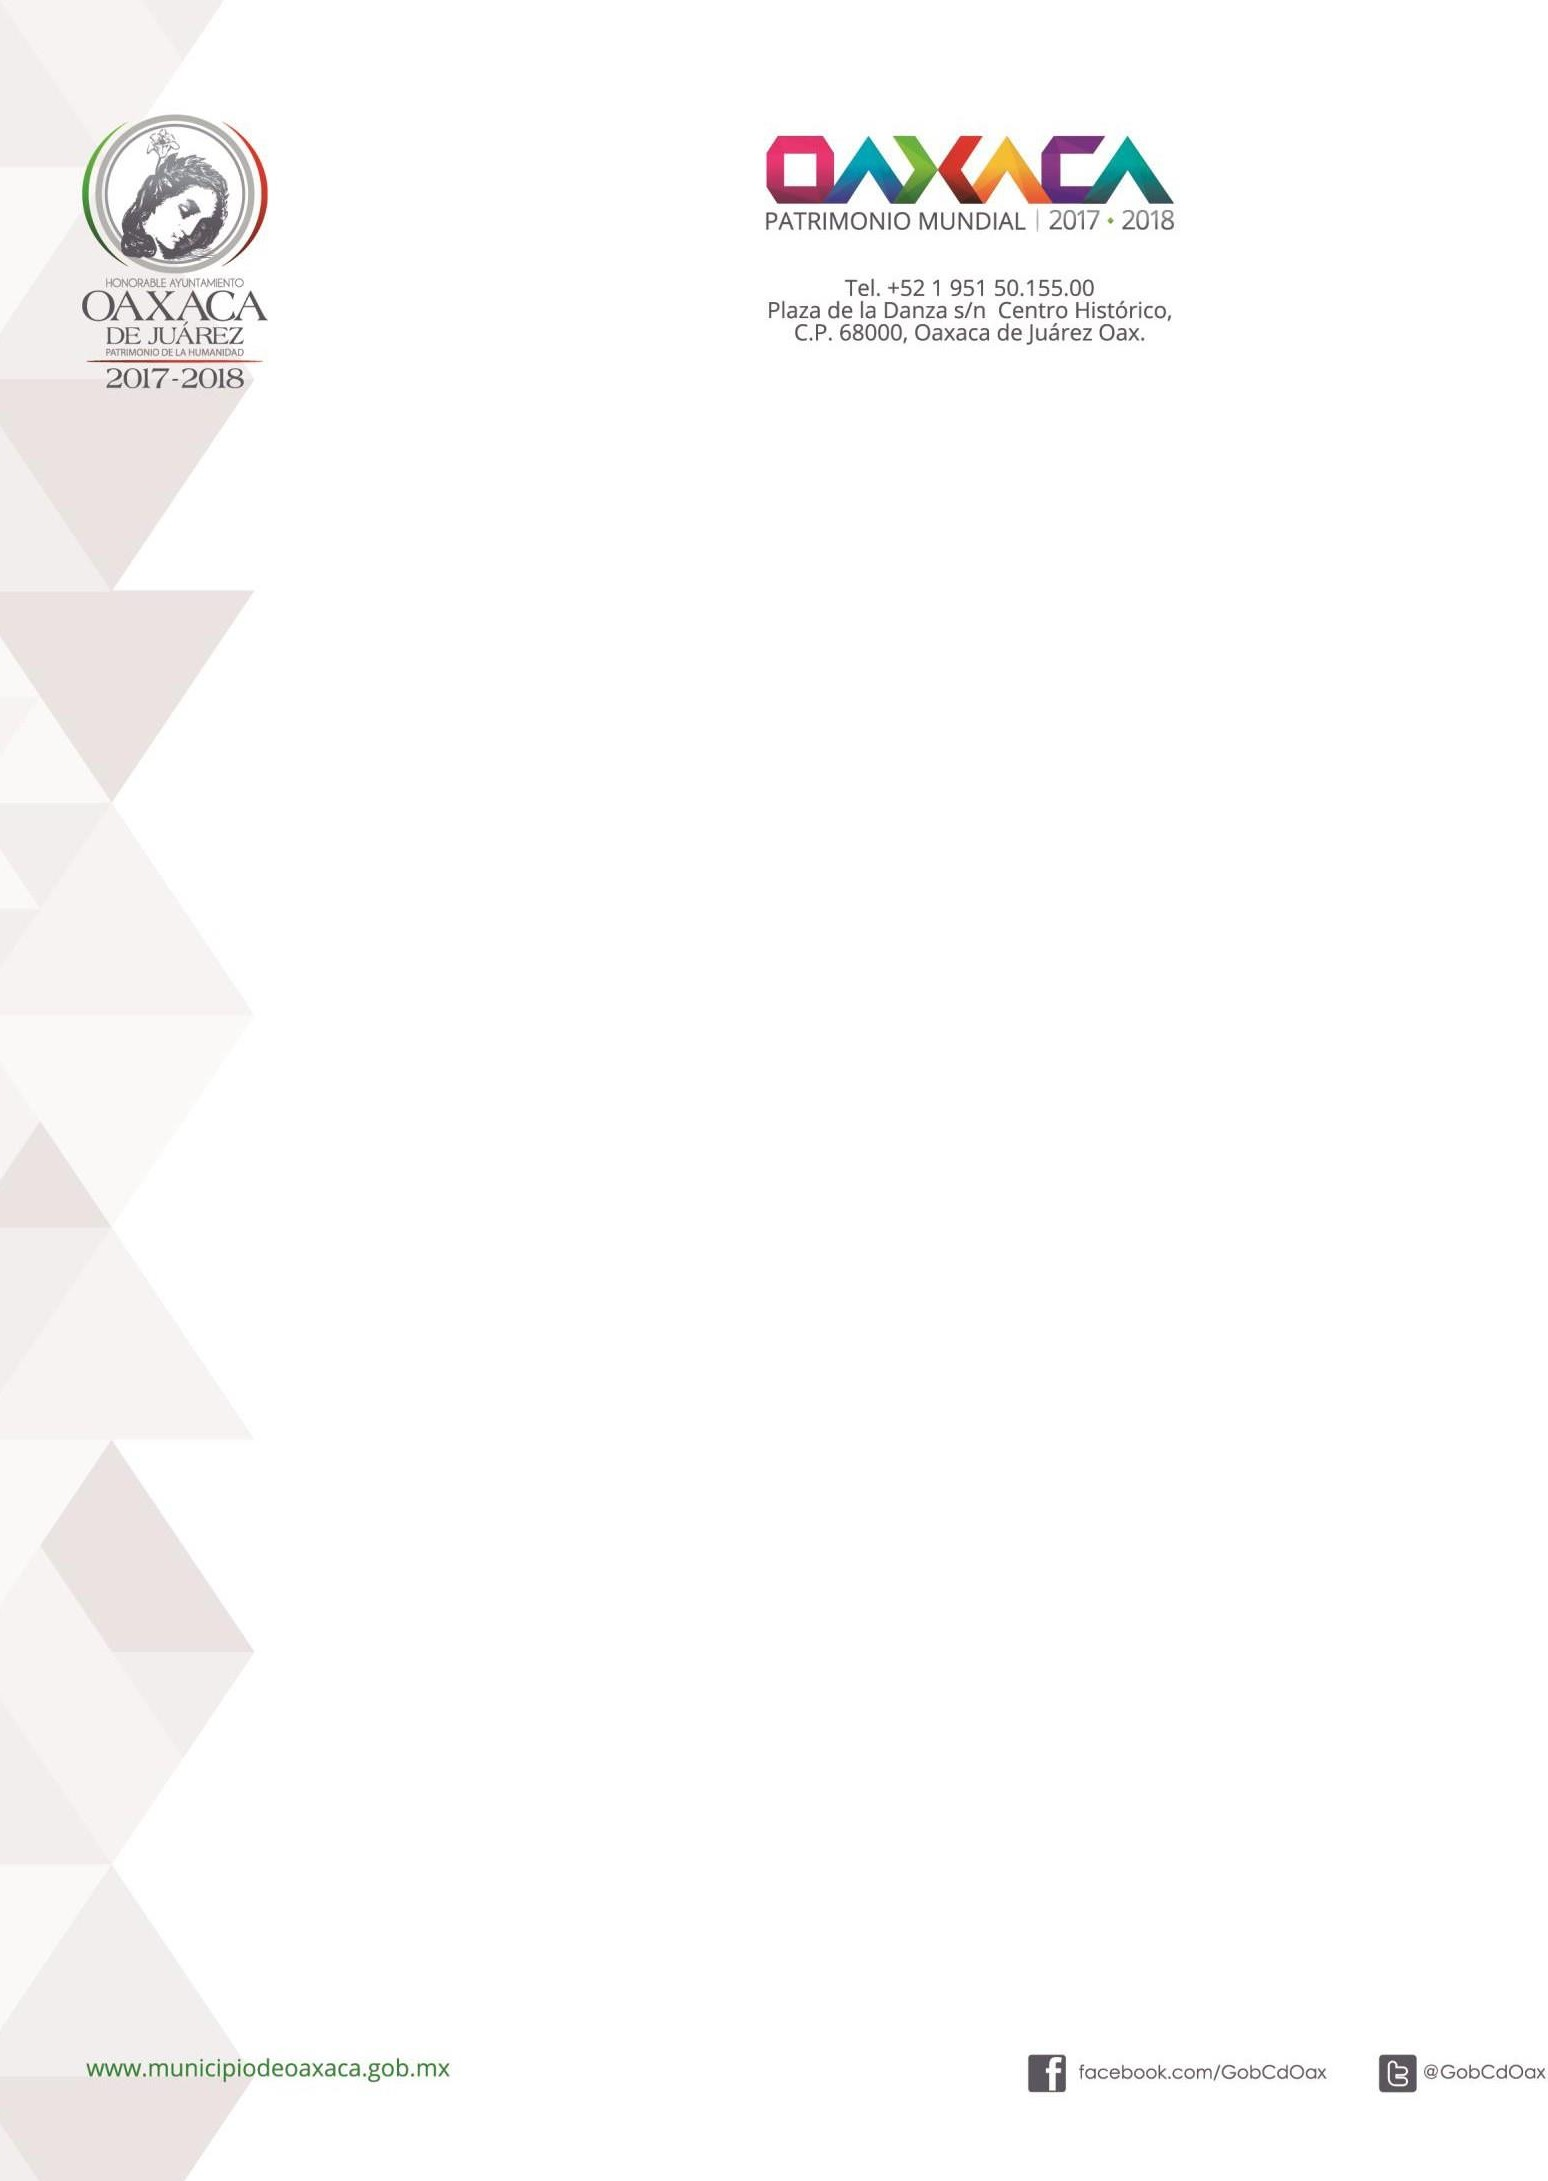 HONORABLE AYUNTAMIENTO
OAXACA
DE JUÁREZ
PATRIMONIO DE LA HUMANIDAD
2017-2018
OAXACA
PATRIMONIO MUNDIAL | 2017 • 2018
Tel. +52 1 951 50.155.00
Plaza de la Danza s/n Centro Histórico,
C.P. 68000, Oaxaca de Juárez Oax.
www.municipiodeoaxaca.gob.mx
facebook.com/GobCdOax
@GobCdOax